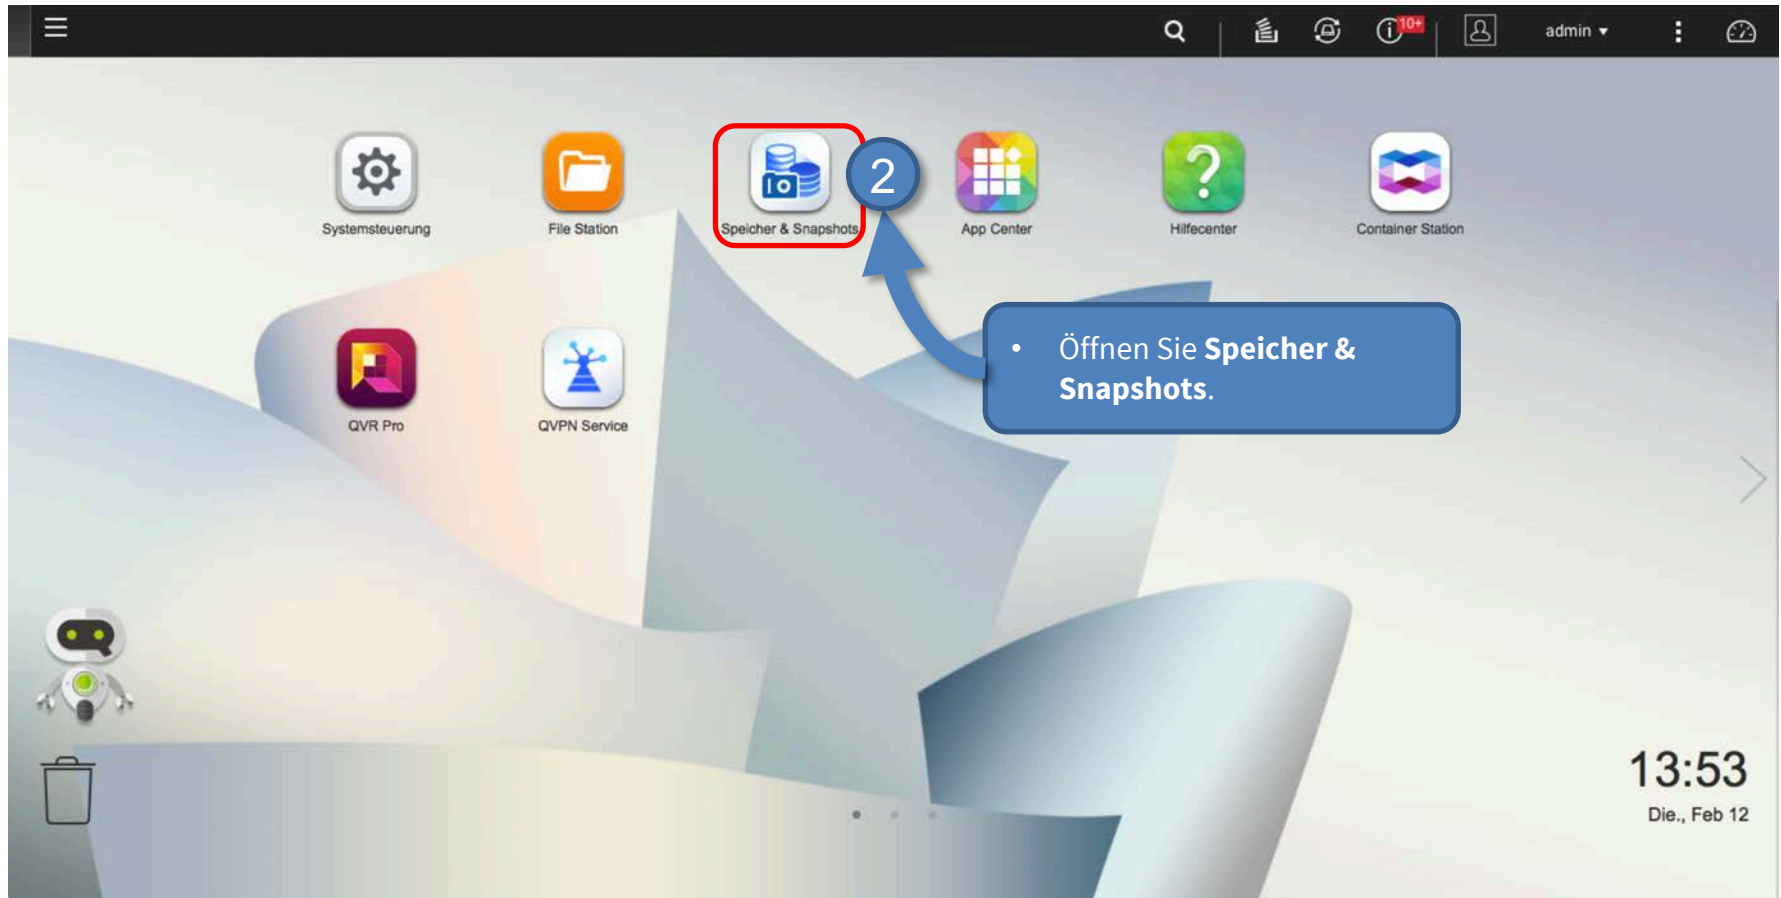 10+
admin
Systemsteuerung
File Station
Speicher & Snapshots
2
App Center
Hilfecenter
Container Station
• Öffnen Sie Speicher &
Snapshots.
QVR Pro
QVPN Service
13:53
Die., Feb 12